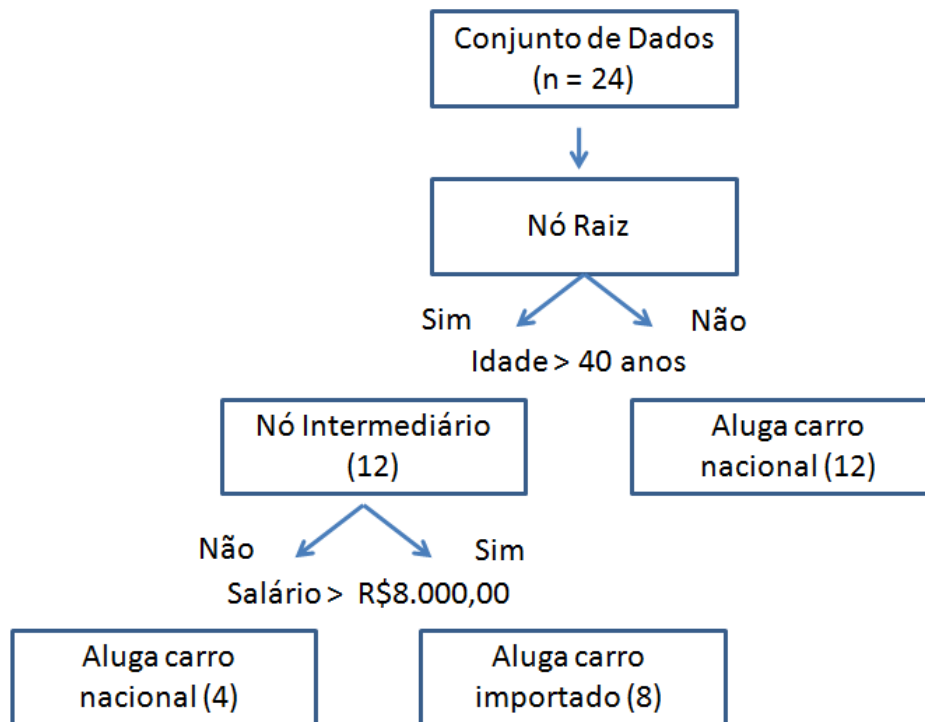 Conjunto de Dados
(n = 24)
Nó Raiz
Sim
Não
Idade > 40 anos
Nó Intermediário
(12)
Aluga carro
nacional (12)
Não
Sim
Salário > R$8.000,00
Aluga carro
nacional (4)
Aluga carro
importado (8)